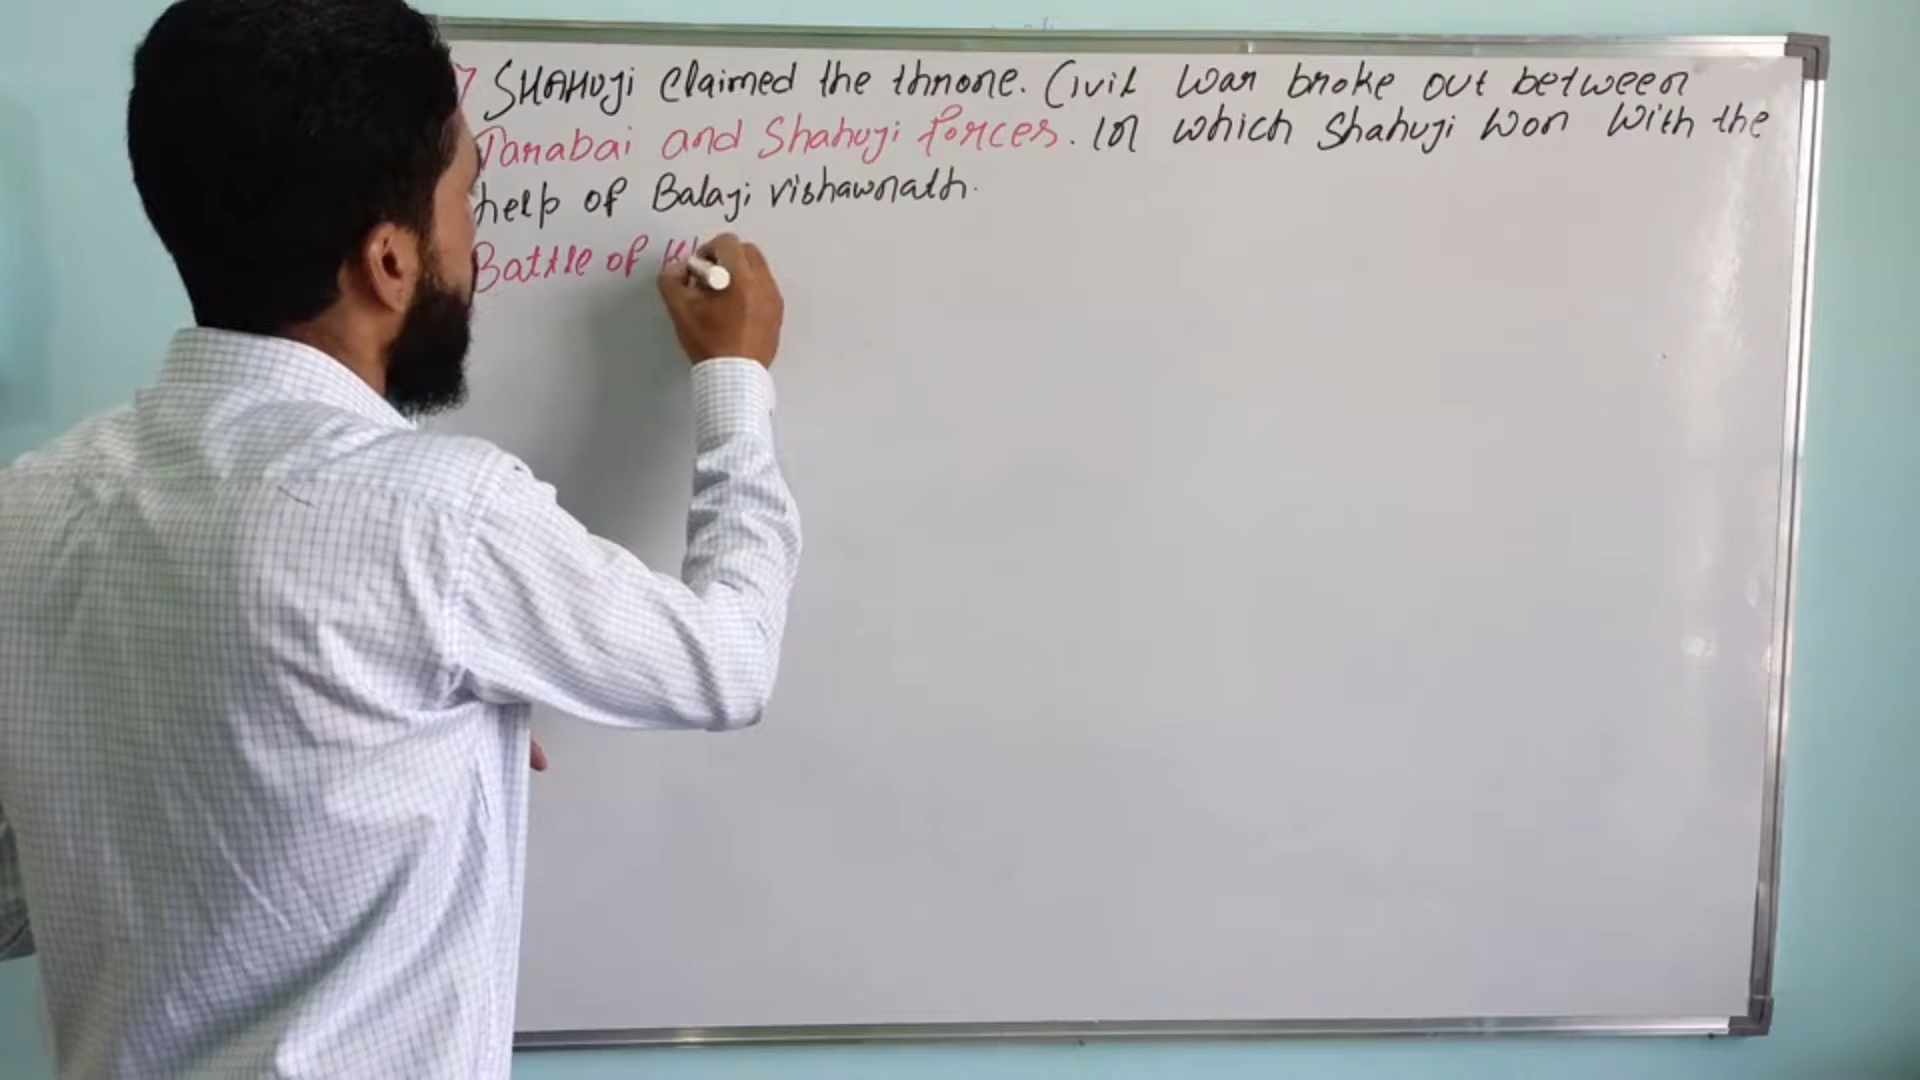 7 SHAHUJI claimed the throne. Civil War broke out between
Tarabai and Shahuji forces. In which Shahuji Won With the
help of Balaji vishawnath.
Battle of